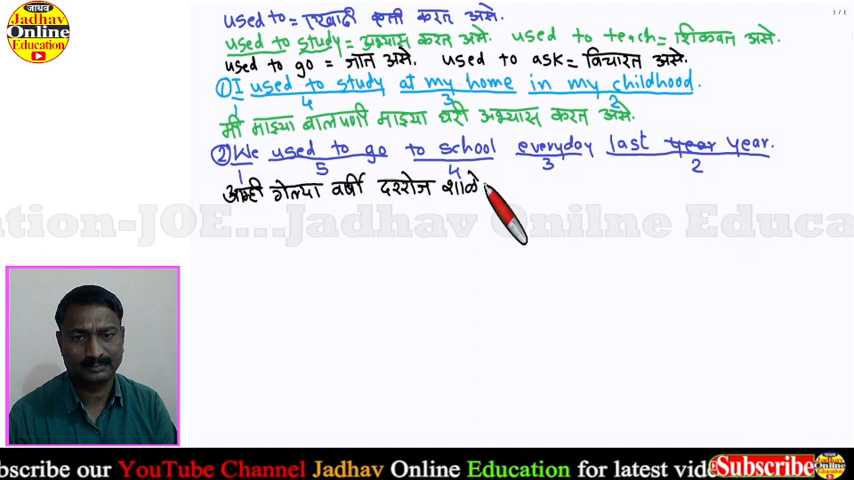 जाधव
Jadhav
Online
Education
1 / 1
used to = एखादी कृती करत असे.
used to study = अभ्यास करत असे. used to teach = शिकवत असे.
used to go = जात असे. used to ask = विचारत असे.
① I used to study at my home in my childhood.
1 4 3 2
मी माझ्या बालपणी माझ्या घरी अभ्यास करत असे.
② We used to go to school everyday last year year.
1 5 4 3 2
आम्ही गेल्या वर्षी दररोज शाळे
ation-JOE...Jadhav Onilne Educa
bscribe our YouTube Channel Jadhav Online Education for latest vide
Subscribe